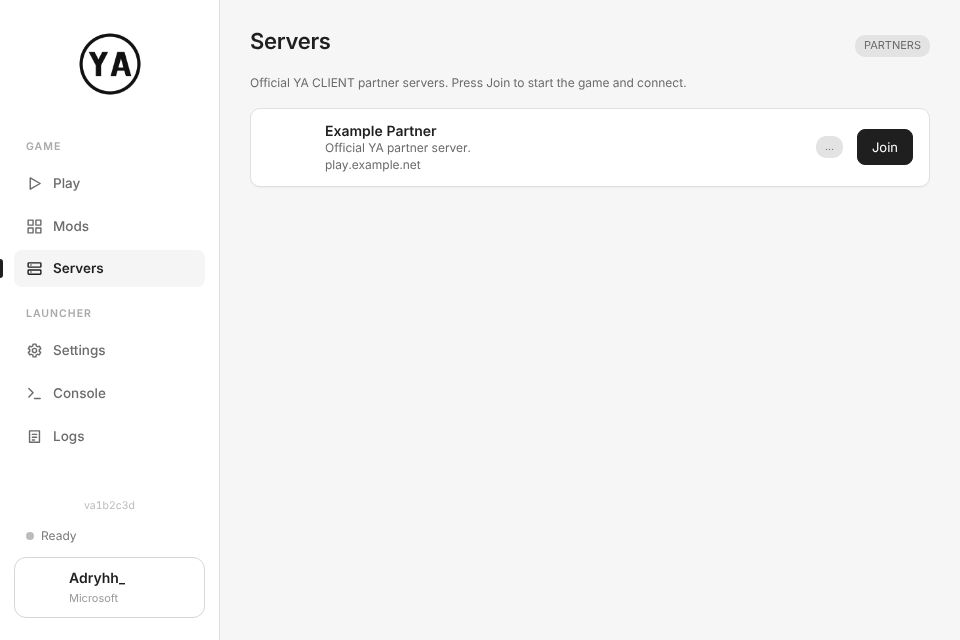 YA
GAME
Play
Mods
Servers
LAUNCHER
Settings
Console
Logs
va1b2c3d
Ready
Adryhh_
Microsoft
Servers
PARTNERS
Official YA CLIENT partner servers. Press Join to start the game and connect.
Example Partner
Official YA partner server.
play.example.net
...
Join